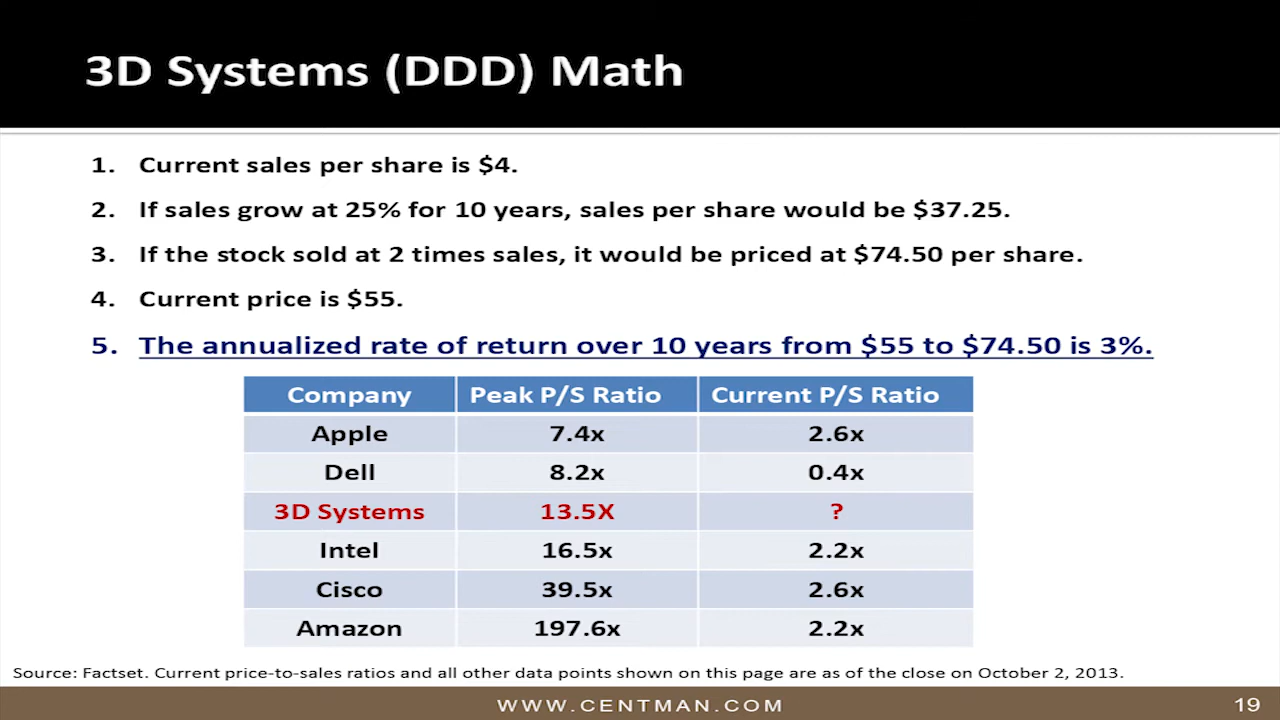 3D Systems (DDD) Math
1. Current sales per share is $4.
2. If sales grow at 25% for 10 years, sales per share would be $37.25.
3. If the stock sold at 2 times sales, it would be priced at $74.50 per share.
4. Current price is $55.
5. The annualized rate of return over 10 years from $55 to $74.50 is 3%.
Company Peak P/S Ratio Current P/S Ratio
Apple 7.4x 2.6x
Dell 8.2x 0.4x
3D Systems 13.5X ?
Intel 16.5x 2.2x
Cisco 39.5x 2.6x
Amazon 197.6x 2.2x
Source: Factset. Current price-to-sales ratios and all other data points shown on this page are as of the close on October 2, 2013.
WWW.CENTMAN.COM 19